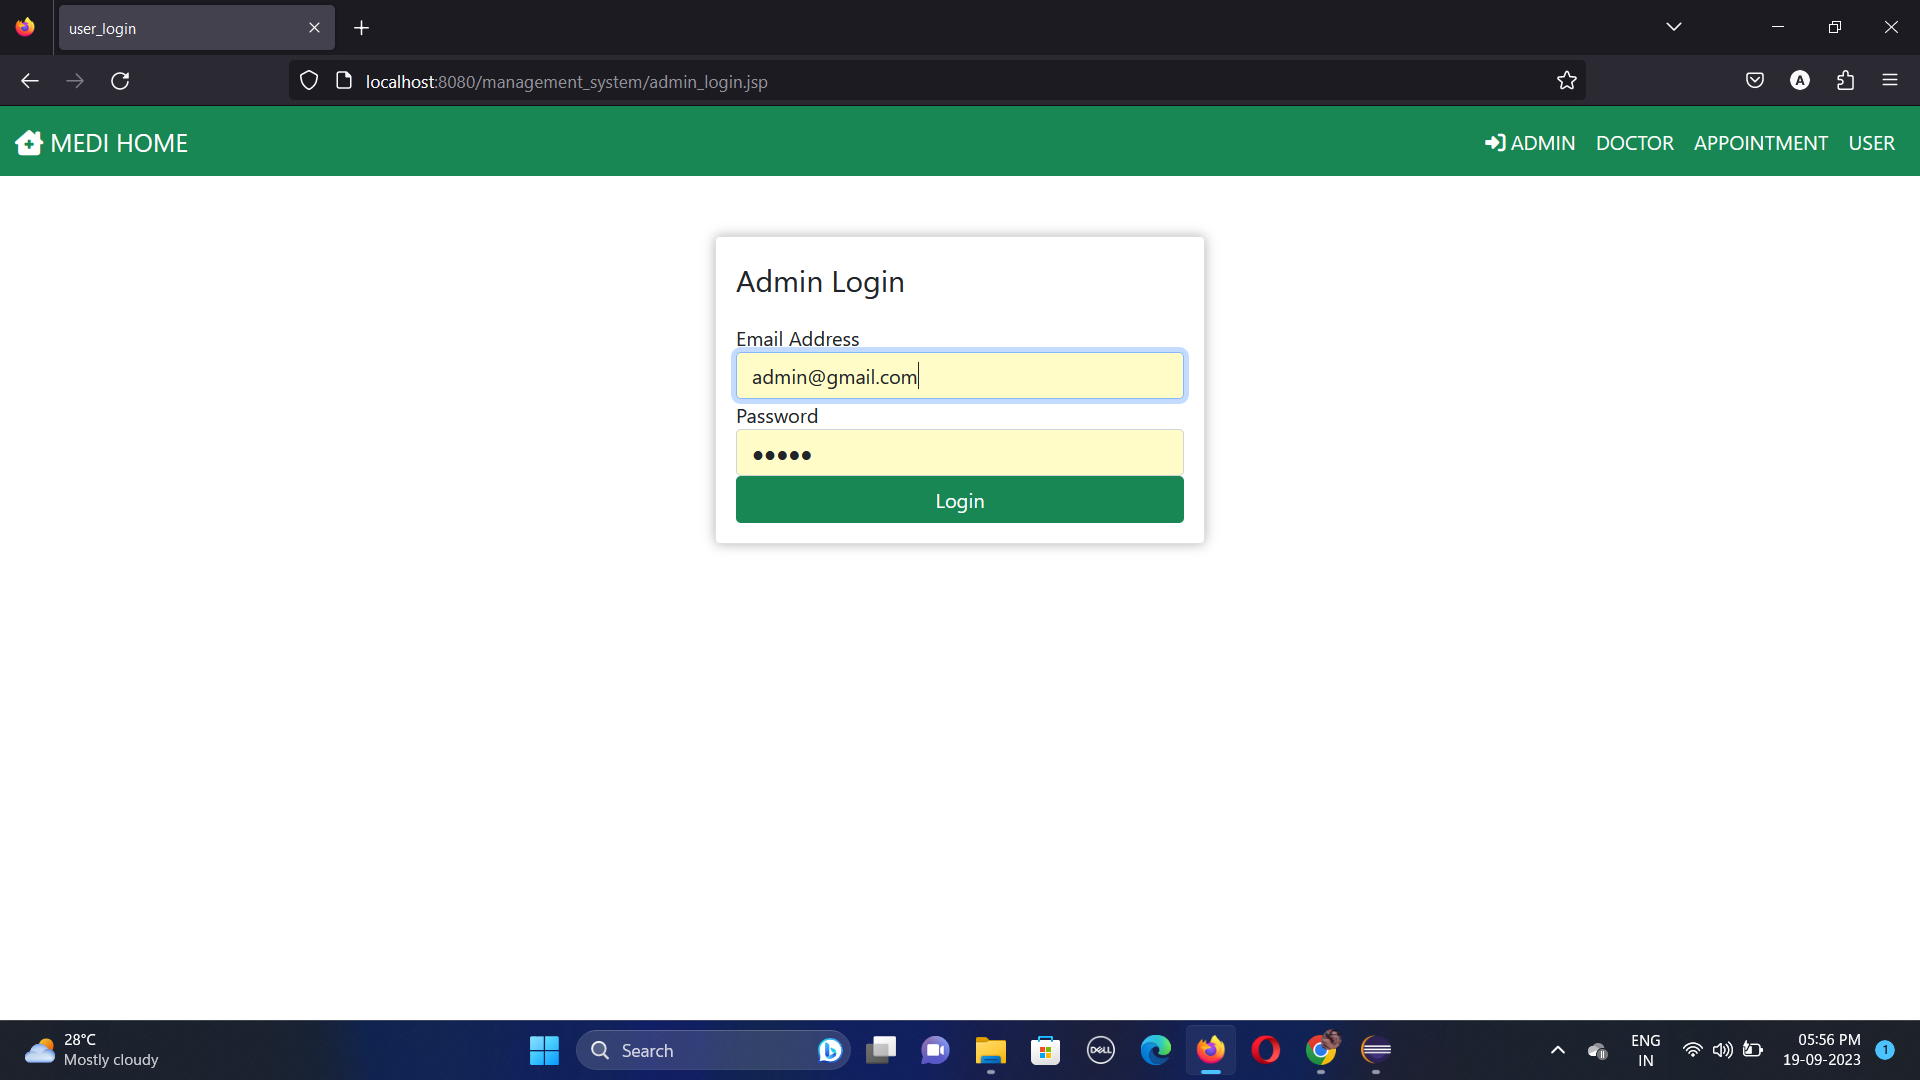 user_login
localhost:8080/management_system/admin_login.jsp
A
MEDI HOME
ADMIN DOCTOR APPOINTMENT USER
Admin Login
Email Address
admin@gmail.com
Password
•••••
Login
28°C
Mostly cloudy
Search
DELL
ENG
IN
05:56 PM
19-09-2023
1